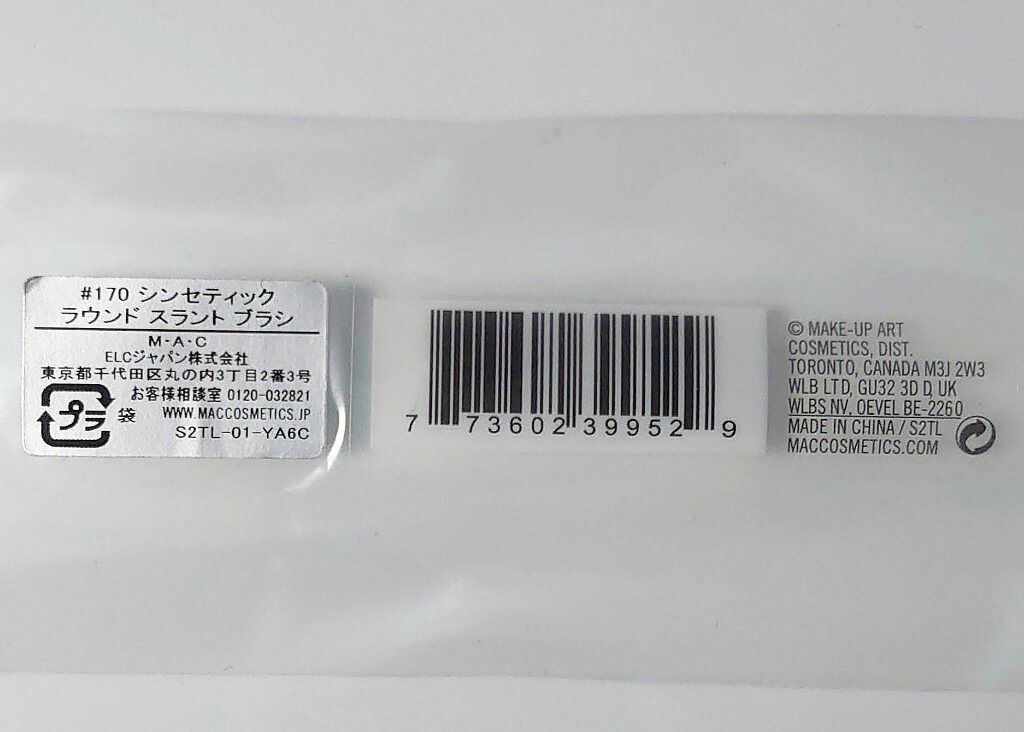 #170 シンセティック
ラウンド スラント ブラシ
M・A・C
ELCジャパン株式会社
東京都千代田区丸の内3丁目2番3号
お客様相談室 0120-032821
プラ 袋 WWW.MACCOSMETICS.JP
S2TL-01-YA6C
7 73602 39952 9
© MAKE-UP ART
COSMETICS, DIST.
TORONTO, CANADA M3J 2W3
WLB LTD, GU32 3D D, UK
WLBS NV. OEVEL BE-2260
MADE IN CHINA / S2TL
MACCOSMETICS.COM